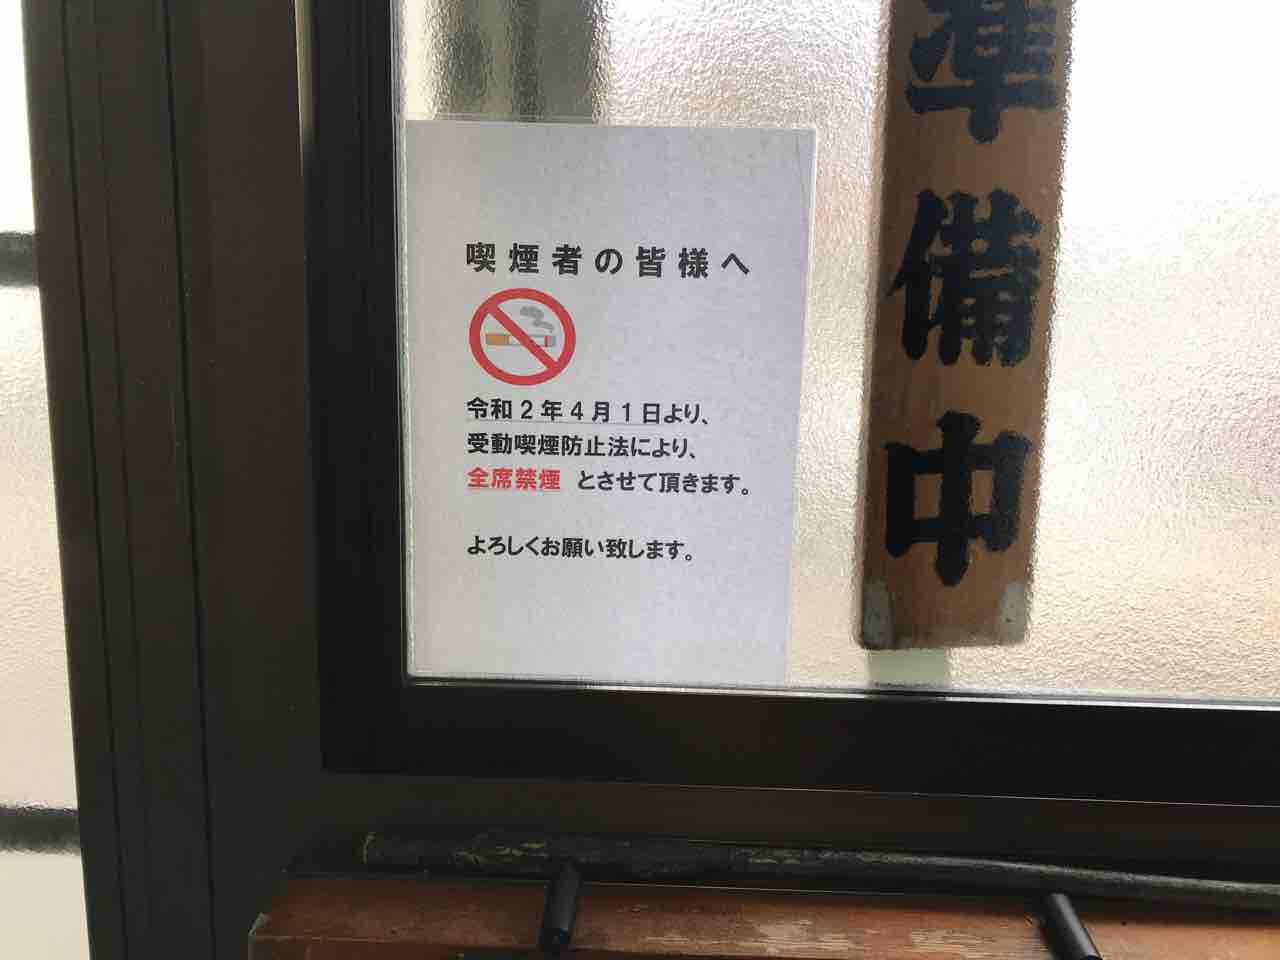 喫煙者の皆様へ
令和2年4月1日より、
受動喫煙防止法により、
全席禁煙 とさせて頂きます。
よろしくお願い致します。
準備中